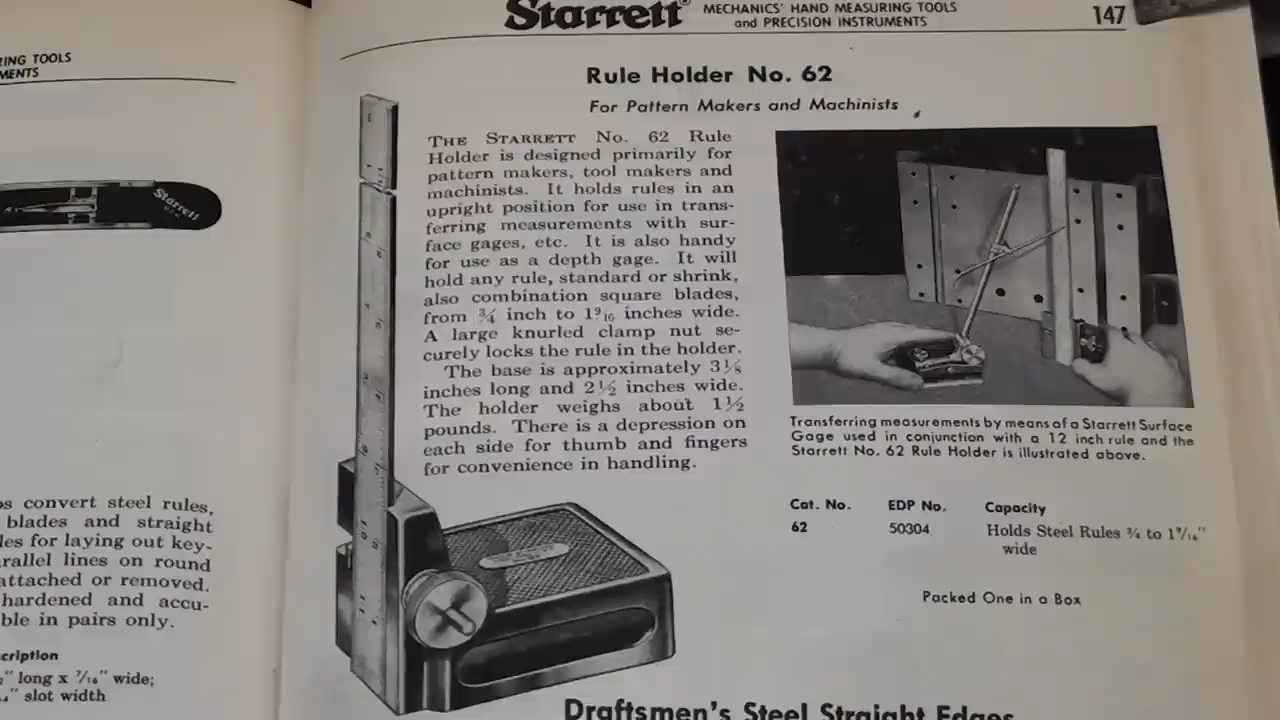 RING TOOLS
MENTS
Starrett
convert steel rules,
blades and straight
for laying out key-
parallel lines on round
attached or removed.
hardened and accu-
ble in pairs only.
cription
" long x 7/16" wide;
" slot width
Starrett®
MECHANICS' HAND MEASURING TOOLS
and PRECISION INSTRUMENTS
147
Rule Holder No. 62
For Pattern Makers and Machinists
THE STARRETT No. 62 Rule
Holder is designed primarily for
pattern makers, tool makers and
machinists. It holds rules in an
upright position for use in trans-
ferring measurements with sur-
face gages, etc. It is also handy
for use as a depth gage. It will
hold any rule, standard or shrink,
also combination square blades,
from ¾ inch to 1 9/16 inches wide.
A large knurled clamp nut se-
curely locks the rule in the holder.
The base is approximately 3⅛
inches long and 2½ inches wide.
The holder weighs about 1½
pounds. There is a depression on
each side for thumb and fingers
for convenience in handling.
Transferring measurements by means of a Starrett Surface
Gage used in conjunction with a 12 inch rule and the
Starrett No. 62 Rule Holder is illustrated above.
Cat. No. EDP No. Capacity
62 50304 Holds Steel Rules ¾ to 1 9/16"
wide
Packed One in a Box
Draftsmen's Steel Straight Edges